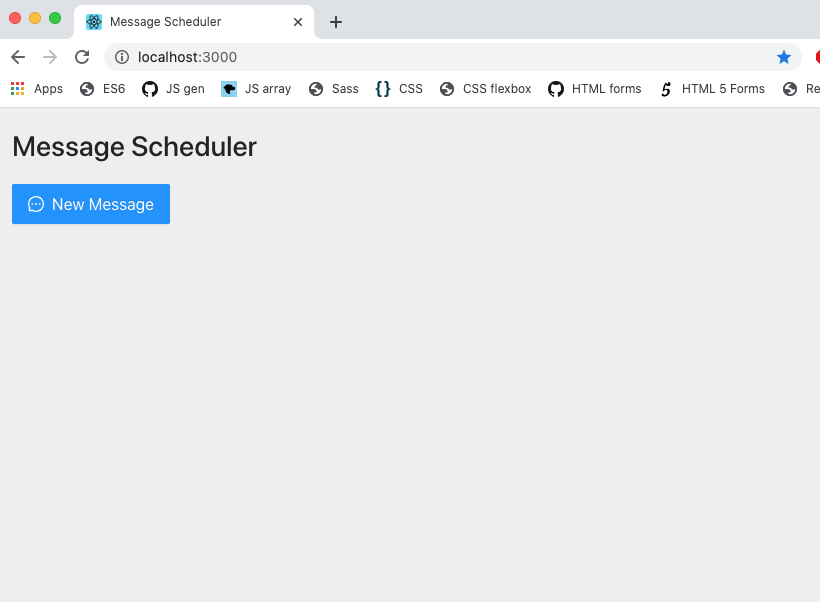 Message Scheduler
localhost:3000
Apps ES6 JS gen JS array Sass {} CSS CSS flexbox HTML forms 5 HTML 5 Forms Re
Message Scheduler
New Message